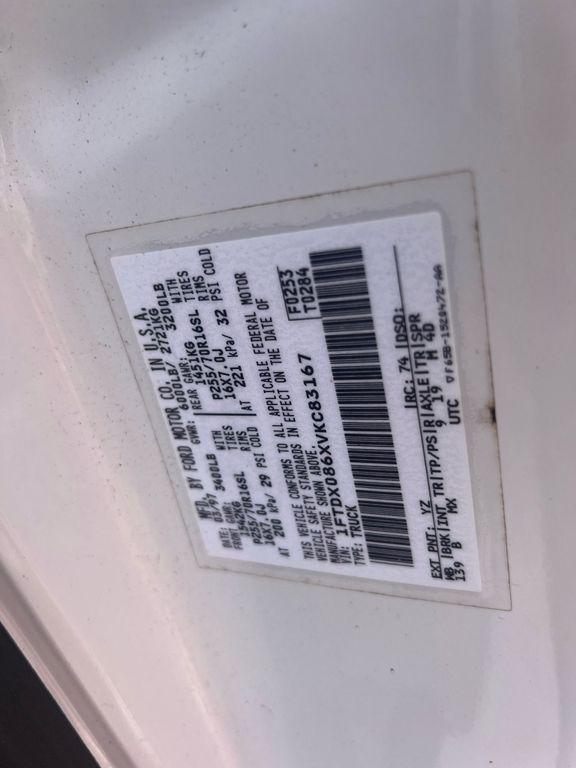 MFD. BY FORD MOTOR CO. IN U.S.A.
DATE: 03/97 GVWR: 6000LB/ 2721KG
FRONT GAWR: 3400LB REAR GAWR: 3200LB
1542KG WITH 1451KG WITH
P255/70R16SL TIRES P255/70R16SL TIRES
16X7.0J RIMS 16X7.0J RIMS
AT 200 kPa/ 29 PSI COLD AT 221 kPa/ 32 PSI COLD
THIS VEHICLE CONFORMS TO ALL APPLICABLE FEDERAL MOTOR
VEHICLE SAFETY STANDARDS IN EFFECT ON THE DATE OF
MANUFACTURE SHOWN ABOVE.
VIN: 1FTDX086XVKC83167
TYPE: TRUCK
F0253
T0284
EXT PNT: YZ RC: 74 DSO:
WB BRK INT TR TP/PS R AXLE TR SPR
139 B MX 9 19 M 4D
UTC